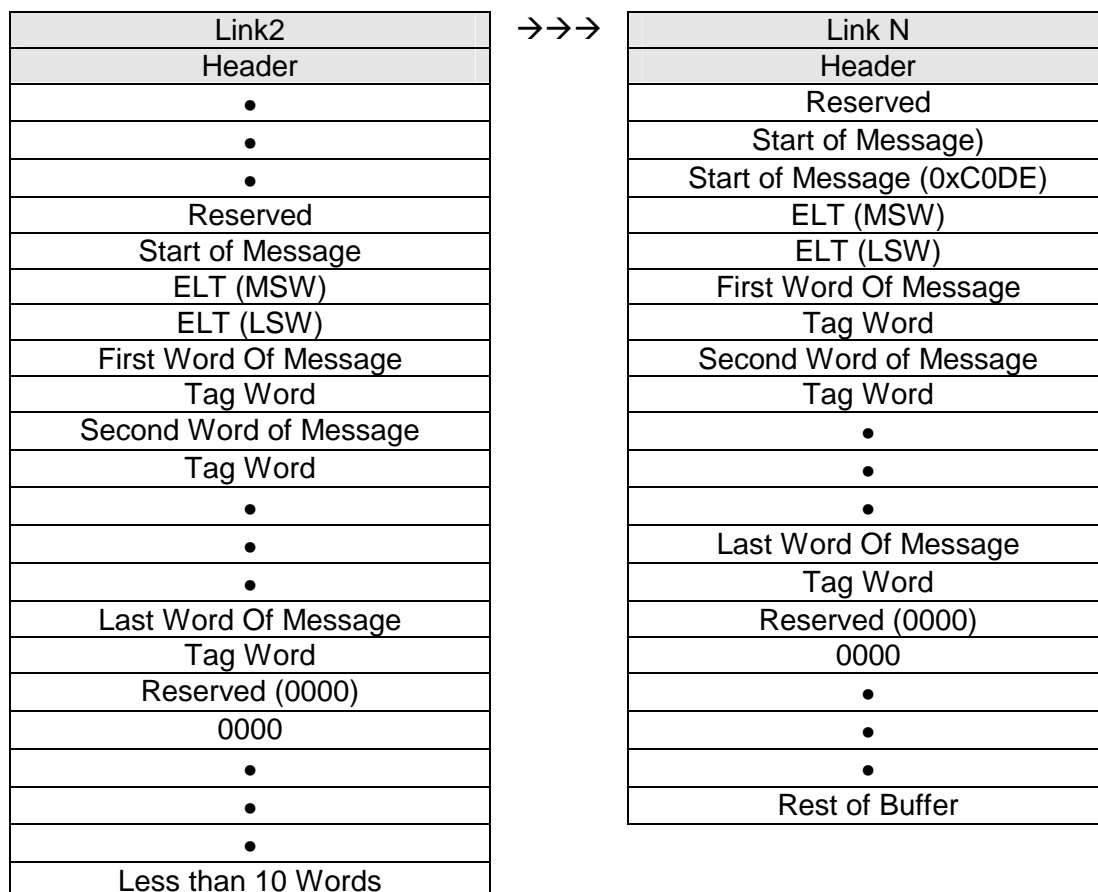 Link2
Header
•
•
•
Reserved
Start of Message
ELT (MSW)
ELT (LSW)
First Word Of Message
Tag Word
Second Word of Message
Tag Word
•
•
•
Last Word Of Message
Tag Word
Reserved (0000)
0000
•
•
•
Less than 10 Words
→→→
Link N
Header
Reserved
Start of Message)
Start of Message (0xC0DE)
ELT (MSW)
ELT (LSW)
First Word Of Message
Tag Word
Second Word of Message
Tag Word
•
•
•
Last Word Of Message
Tag Word
Reserved (0000)
0000
•
•
•
Rest of Buffer